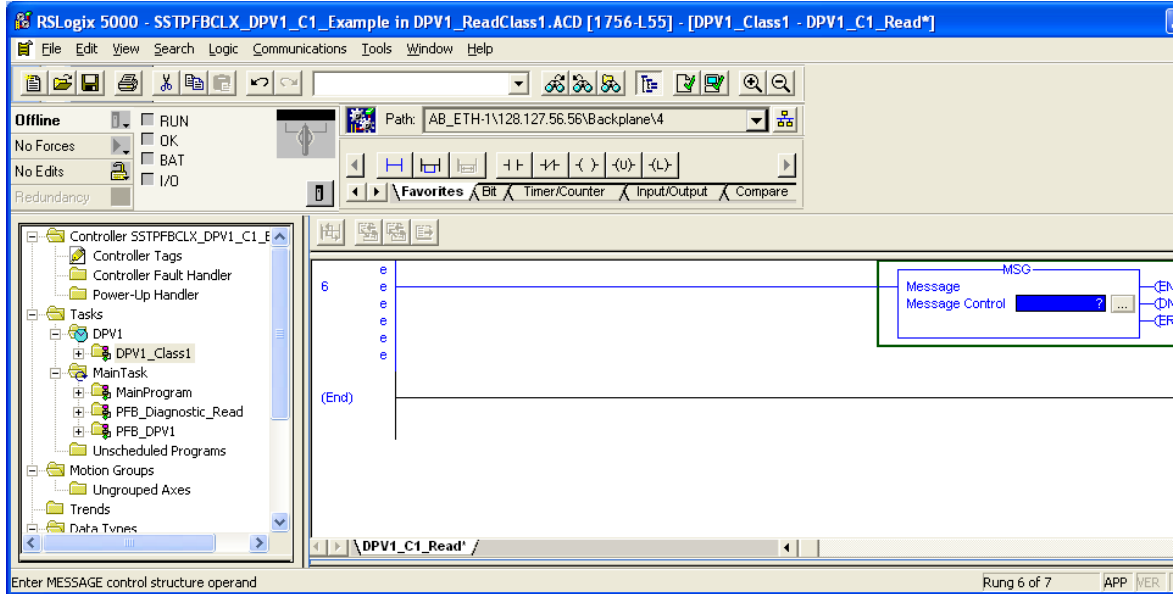 RSLogix 5000 - SSTPFBCLX_DPV1_C1_Example in DPV1_ReadClass1.ACD [1756-L55] - [DPV1_Class1 - DPV1_C1_Read*]
File Edit View Search Logic Communications Tools Window Help
Offline RUN
No Forces OK
BAT
No Edits
I/O
Redundancy
Path: AB_ETH-1\128.127.56.56\Backplane\4
Favorites Bit Timer/Counter Input/Output Compare
Controller SSTPFBCLX_DPV1_C1_E
Controller Tags
Controller Fault Handler
Power-Up Handler
Tasks
DPV1
DPV1_Class1
MainTask
MainProgram
PFB_Diagnostic_Read
PFB_DPV1
Unscheduled Programs
Motion Groups
Ungrouped Axes
Trends
Data Types
e
6 e
e
e
e
e
(End)
MSG
Message
Message Control ? ...
EN
DN
ER
DPV1_C1_Read*
Enter MESSAGE control structure operand
Rung 6 of 7 APP VER